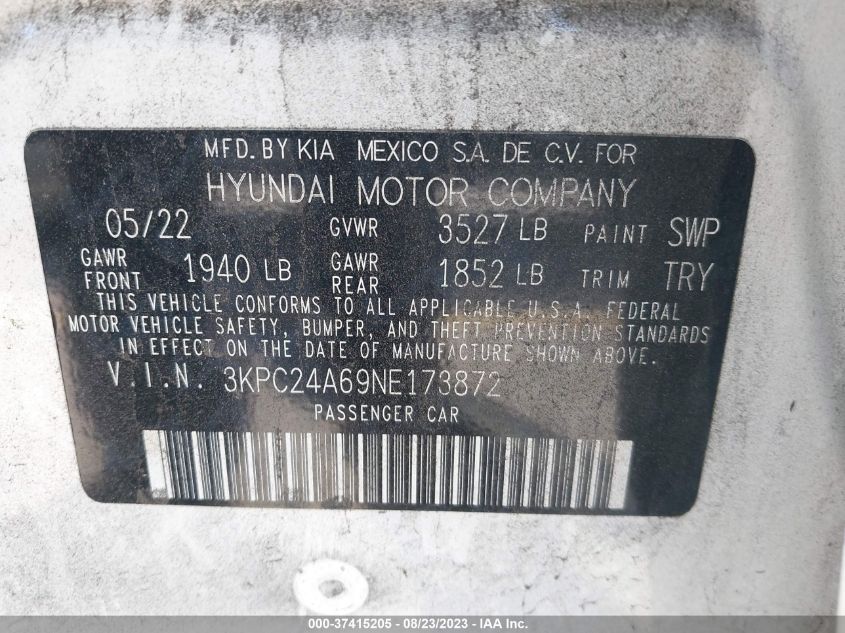 MFD. BY KIA MEXICO S.A. DE C.V. FOR
HYUNDAI MOTOR COMPANY
05/22 GVWR 3527 LB PAINT SWP
GAWR FRONT 1940 LB GAWR REAR 1852 LB TRIM TRY
THIS VEHICLE CONFORMS TO ALL APPLICABLE U.S.A. FEDERAL
MOTOR VEHICLE SAFETY, BUMPER, AND THEFT PREVENTION STANDARDS
IN EFFECT ON THE DATE OF MANUFACTURE SHOWN ABOVE.
V.I.N. 3KPC24A69NE173872
PASSENGER CAR
000-37415205 - 08/23/2023 - IAA Inc.